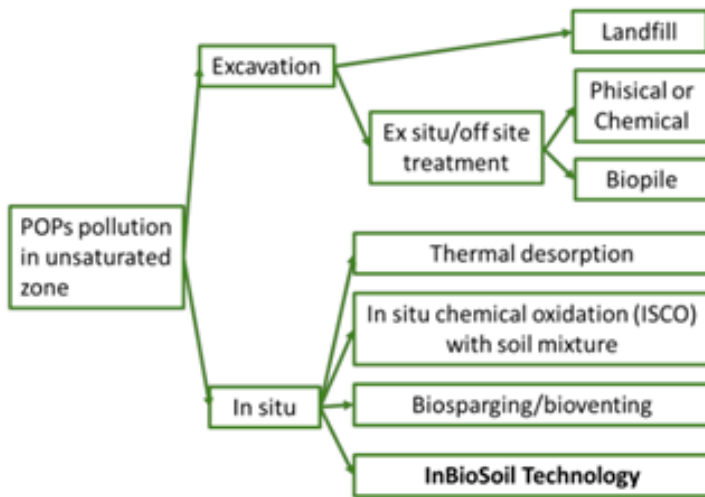 Landfill
Excavation
Phisical or
Chemical
Ex situ/off site
treatment
Biopile
POPs pollution
in unsaturated
zone
Thermal desorption
In situ chemical oxidation (ISCO)
with soil mixture
In situ
Biosparging/bioventing
InBioSoil Technology